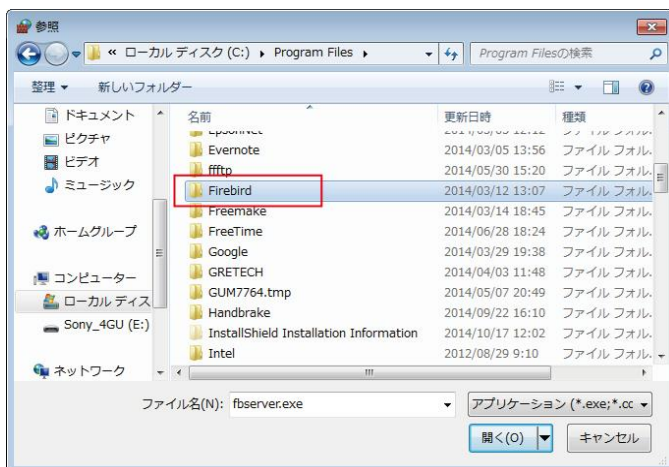 参照
« ローカル ディスク (C:) ▸ Program Files ▸
Program Filesの検索
整理 ▼ 新しいフォルダー
ドキュメント
ピクチャ
ビデオ
ミュージック
ホームグループ
コンピューター
ローカル ディス
Sony_4GU (E:)
ネットワーク
名前 更新日時 種類
Evernote 2014/03/05 13:56 ファイル フォル.
ffftp 2014/05/30 15:20 ファイル フォル.
Firebird 2014/03/12 13:07 ファイル フォル.
Freemake 2014/03/14 18:45 ファイル フォル.
FreeTime 2014/06/28 18:24 ファイル フォル.
Google 2014/03/29 19:38 ファイル フォル.
GRETECH 2014/04/03 11:48 ファイル フォル.
GUM7764.tmp 2014/05/07 20:49 ファイル フォル.
Handbrake 2014/09/22 16:10 ファイル フォル.
InstallShield Installation Information 2014/10/17 12:02 ファイル フォル.
Intel 2012/08/29 9:10 ファイル フォル.
ファイル名(N): fbserver.exe アプリケーション (*.exe;*.cc
開く(O) キャンセル